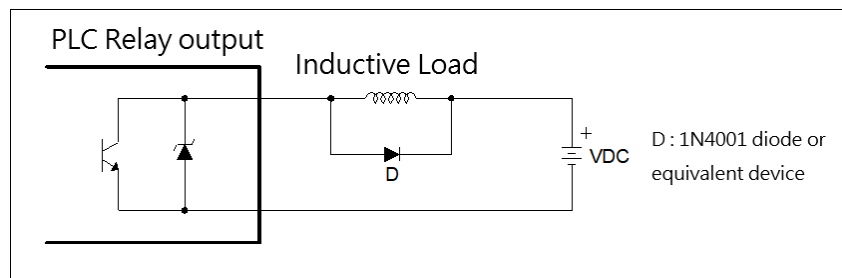 PLC Relay output
Inductive Load
D
+
VDC
D : 1N4001 diode or
equivalent device